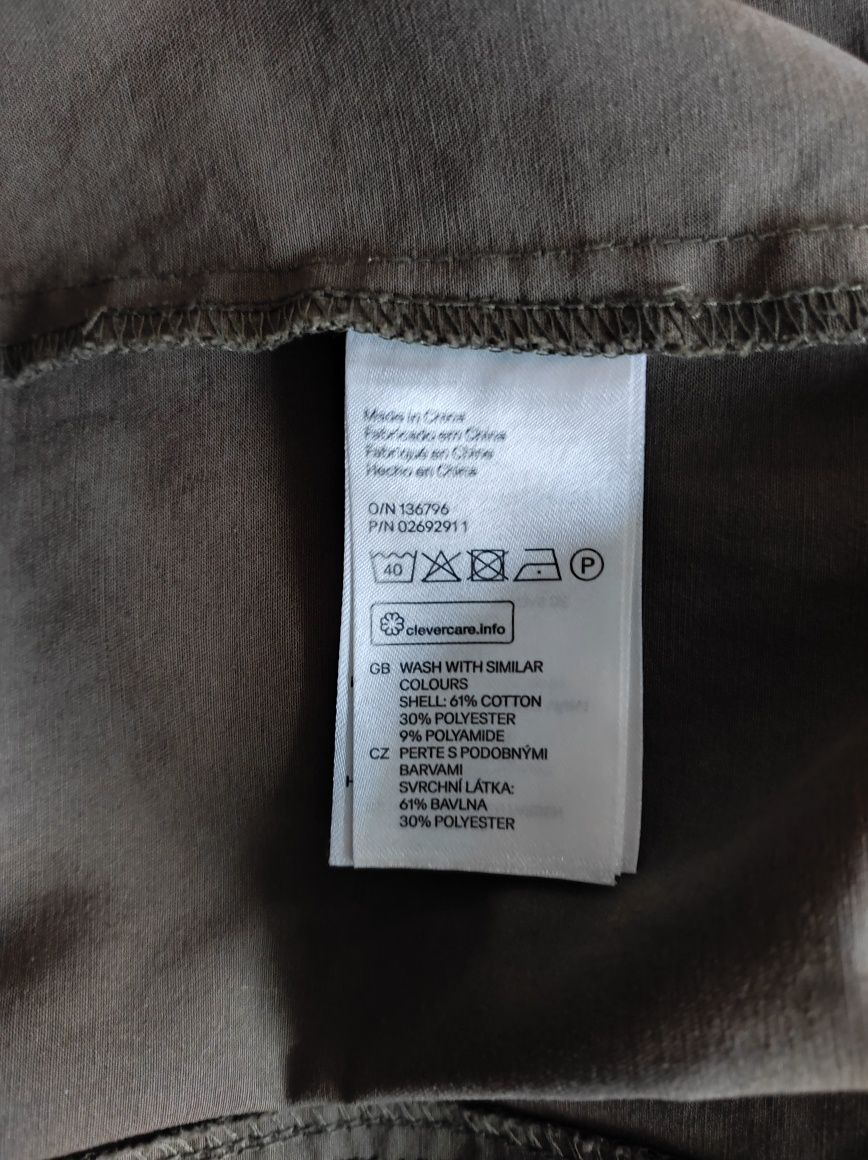 Made in China
Fabricado em China
Fabriqué en Chine
Hecho en China
O/N 136796
P/N 02692911
40 P
clevercare.info
GB WASH WITH SIMILAR
COLOURS
SHELL: 61% COTTON
30% POLYESTER
9% POLYAMIDE
CZ PERTE S PODOBNÝMI
BARVAMI
SVRCHNÍ LÁTKA:
61% BAVLNA
30% POLYESTER